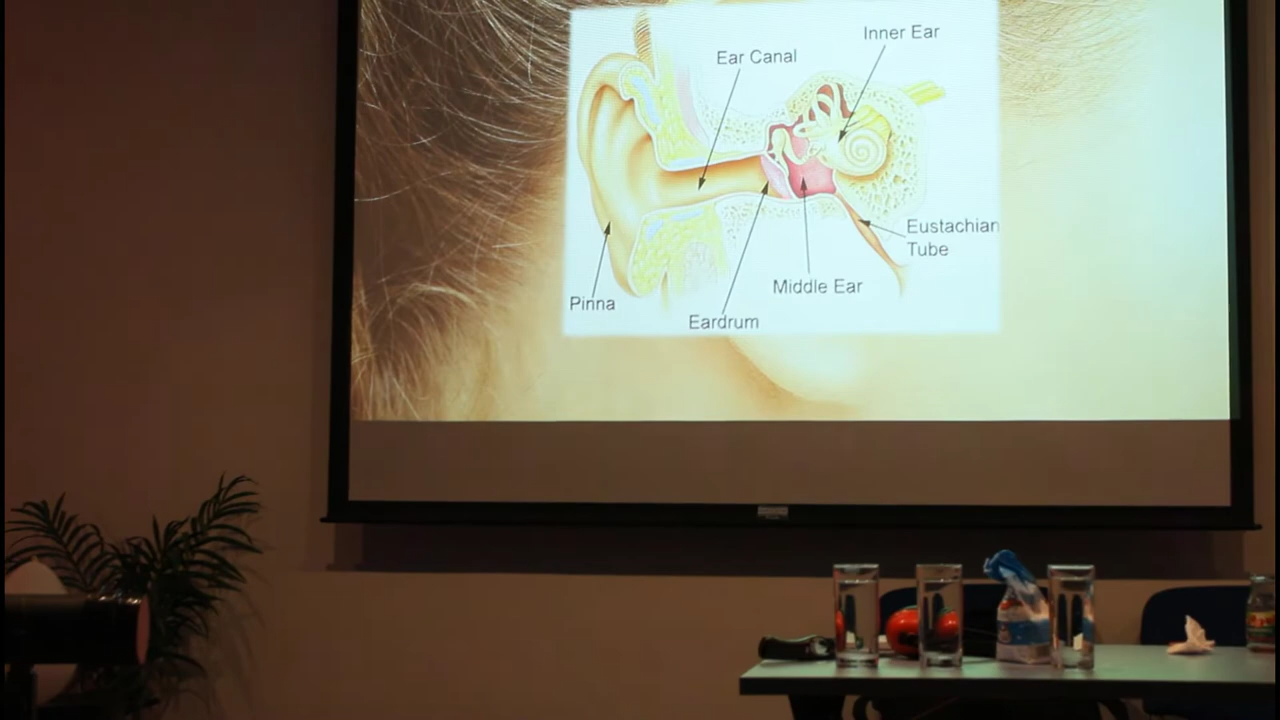 Inner Ear
Ear Canal
Eustachian
Tube
Middle Ear
Pinna
Eardrum